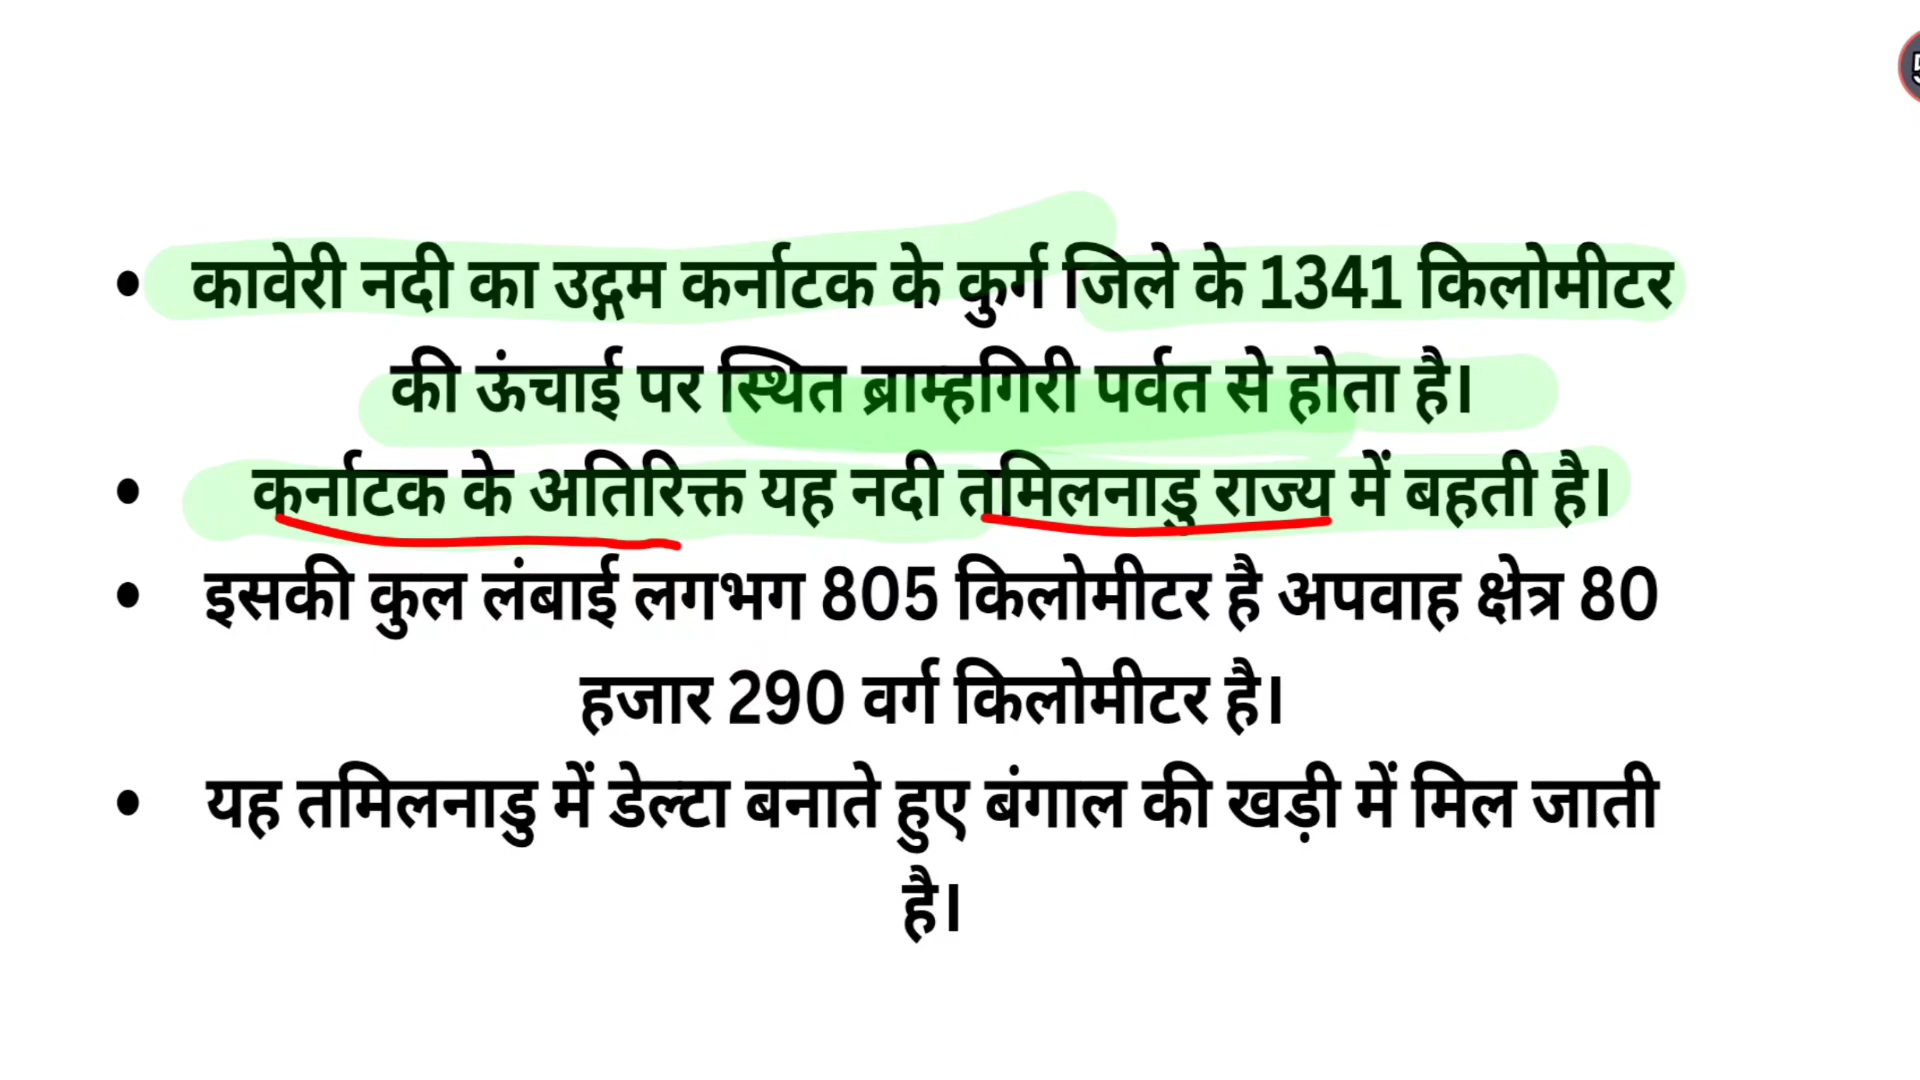 • कावेरी नदी का उद्गम कर्नाटक के कुर्ग जिले के 1341 किलोमीटर
की ऊंचाई पर स्थित ब्राम्हगिरी पर्वत से होता है।
• कर्नाटक के अतिरिक्त यह नदी तमिलनाडु राज्य में बहती है।
• इसकी कुल लंबाई लगभग 805 किलोमीटर है अपवाह क्षेत्र 80
हजार 290 वर्ग किलोमीटर है।
• यह तमिलनाडु में डेल्टा बनाते हुए बंगाल की खड़ी में मिल जाती
है।